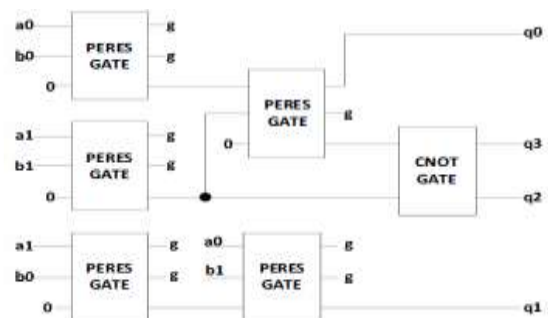 a0 g q0
b0 PERES GATE g
0
PERES GATE g
a1 g 0 q3
b1 PERES GATE g CNOT GATE
0 q2
a1 g a0
b0 PERES GATE g b1 PERES GATE g
0 q1